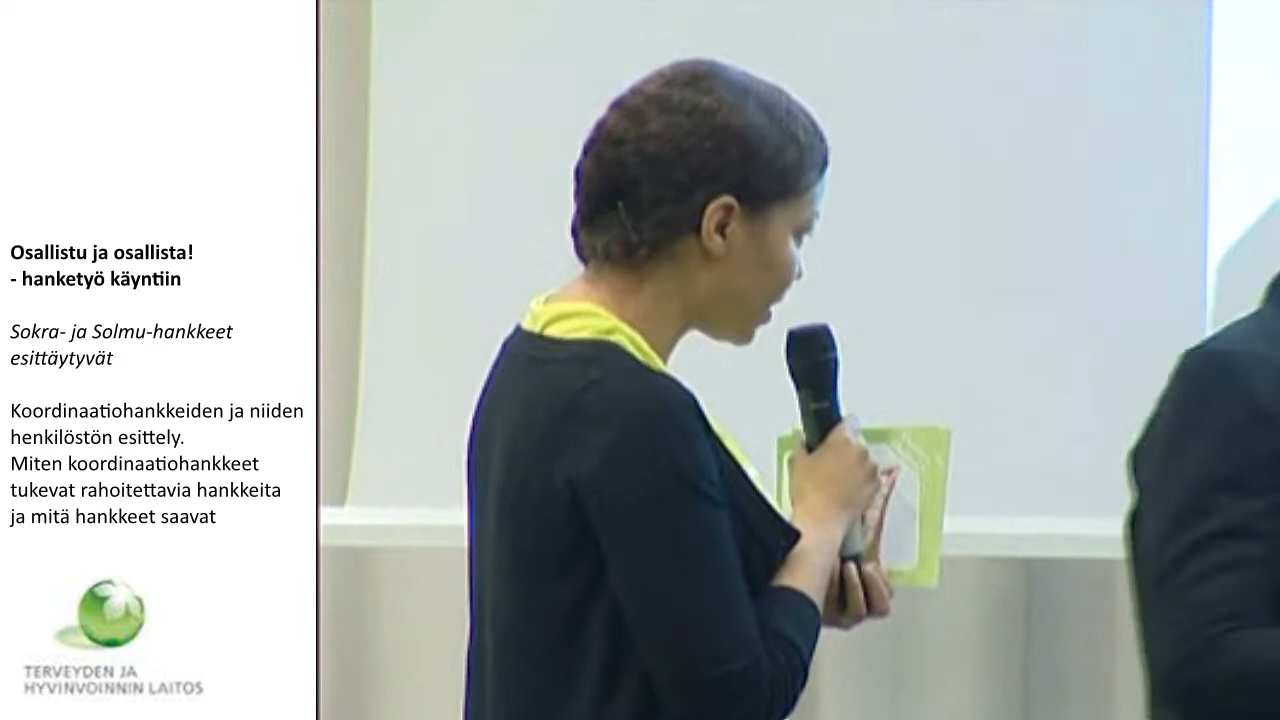 Osallistu ja osallista!
- hanketyö käyntiin
Sokra- ja Solmu-hankkeet
esittäytyvät
Koordinaatiohankkeiden ja niiden
henkilöstön esittely.
Miten koordinaatiohankkeet
tukevat rahoitettavia hankkeita
ja mitä hankkeet saavat
TERVEYDEN JA
HYVINVOINNIN LAITOS